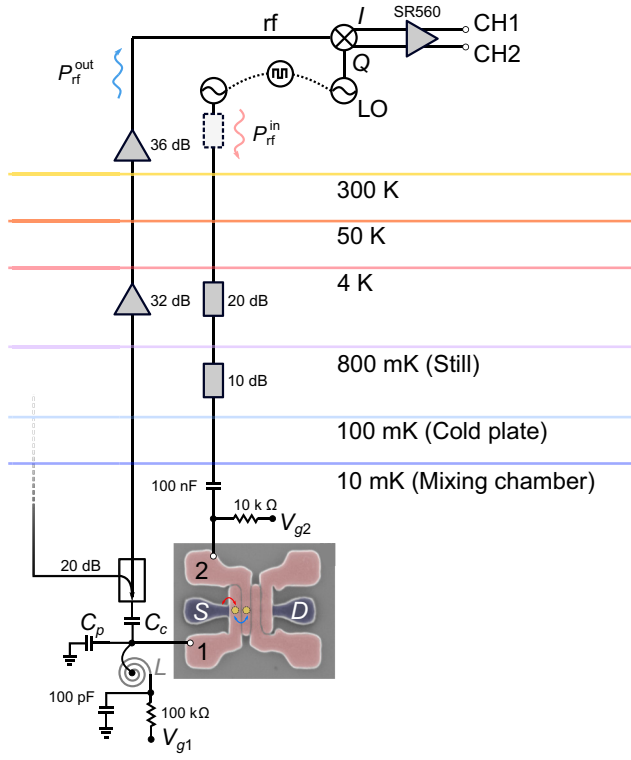 SR560
rf
I
CH1
CH2
Q
P_rf^out
LO
P_rf^in
36 dB
300 K
50 K
4 K
32 dB
20 dB
800 mK (Still)
10 dB
100 mK (Cold plate)
10 mK (Mixing chamber)
100 nF
10 k Ω
V_g2
20 dB
2
S
D
C_p
C_c
1
L
100 pF
100 kΩ
V_g1